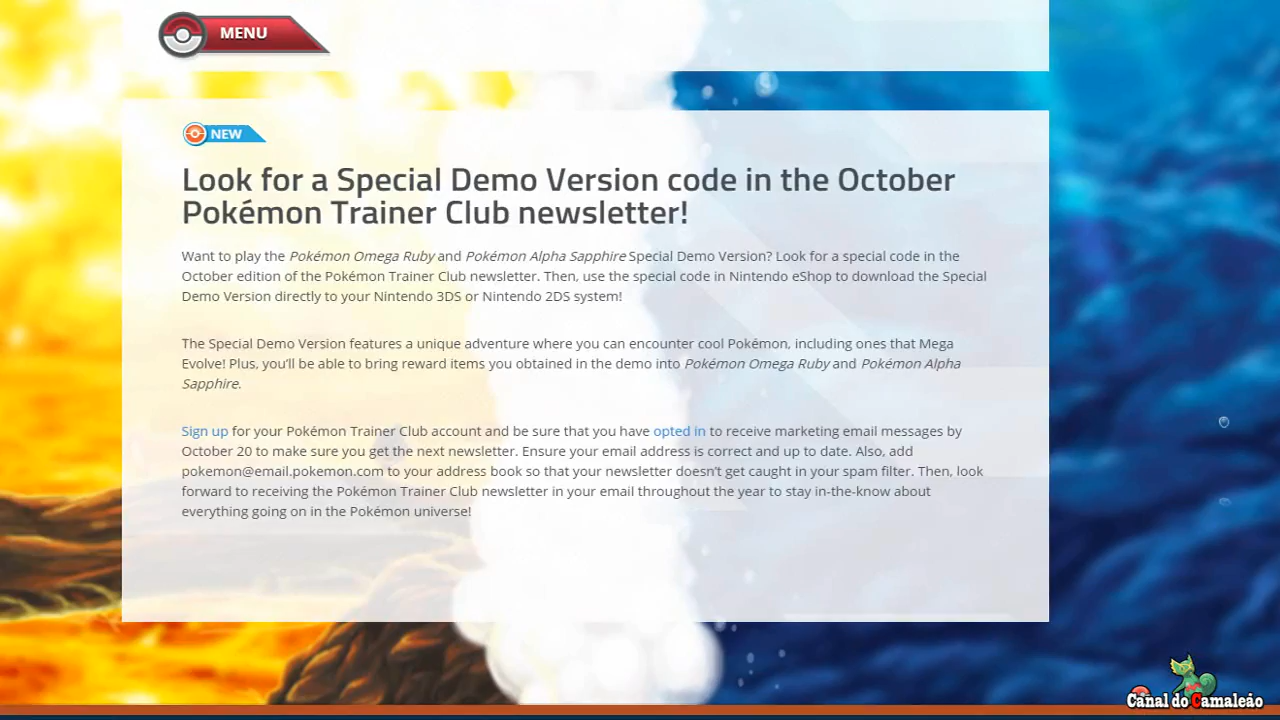 MENU
NEW
Look for a Special Demo Version code in the October
Pokémon Trainer Club newsletter!
Want to play the Pokémon Omega Ruby and Pokémon Alpha Sapphire Special Demo Version? Look for a special code in the
October edition of the Pokémon Trainer Club newsletter. Then, use the special code in Nintendo eShop to download the Special
Demo Version directly to your Nintendo 3DS or Nintendo 2DS system!
The Special Demo Version features a unique adventure where you can encounter cool Pokémon, including ones that Mega
Evolve! Plus, you'll be able to bring reward items you obtained in the demo into Pokémon Omega Ruby and Pokémon Alpha
Sapphire.
Sign up for your Pokémon Trainer Club account and be sure that you have opted in to receive marketing email messages by
October 20 to make sure you get the next newsletter. Ensure your email address is correct and up to date. Also, add
pokemon@email.pokemon.com to your address book so that your newsletter doesn't get caught in your spam filter. Then, look
forward to receiving the Pokémon Trainer Club newsletter in your email throughout the year to stay in-the-know about
everything going on in the Pokémon universe!
Canal do Camaleão